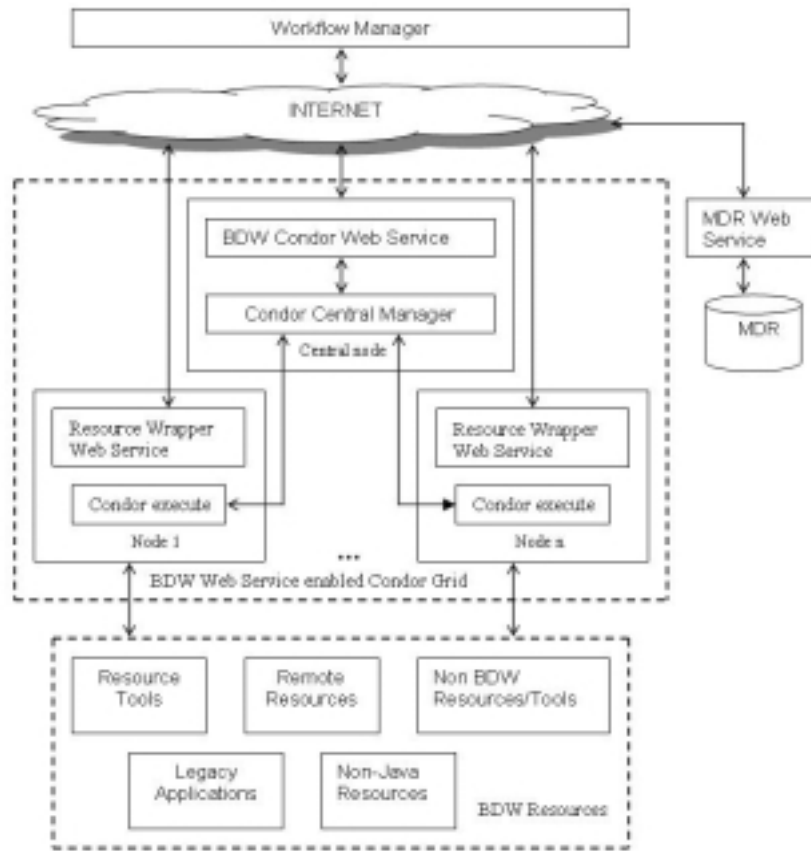 Workflow Manager
INTERNET
BDW Condor Web Service
MDR Web
Service
Condor Central Manager
MDR
Central node
Resource Wrapper
Web Service
Resource Wrapper
Web Service
Condor execute
Condor execute
Node 1
...
Node n
BDW Web Service enabled Condor Grid
Resource
Tools
Remote
Resources
Non BDW
Resources/Tools
Legacy
Applications
Non-Java
Resources
BDW Resources